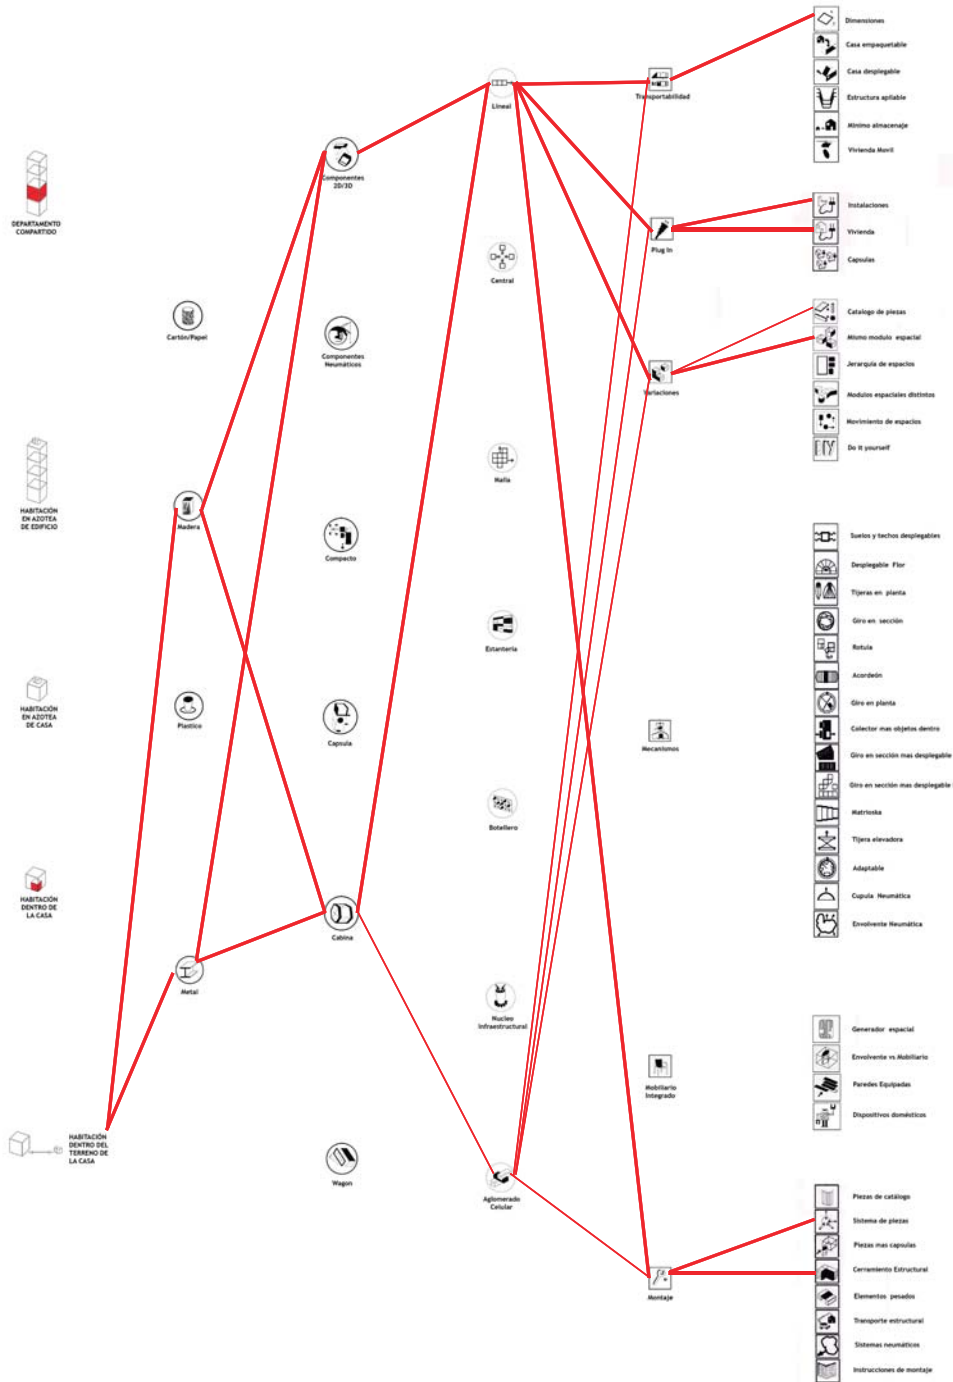 DEPARTAMENTO
COMPARTIDO
HABITACIÓN
EN AZOTEA
DE EDIFICIO
HABITACIÓN
EN AZOTEA
DE CASA
HABITACIÓN
DENTRO DE
LA CASA
HABITACIÓN
DENTRO DEL
TERRENO DE
LA CASA
Cartón/Papel
Madera
Plastico
Metal
Componentes
2D/3D
Componentes
Neumáticos
Compacto
Capsula
Cabina
Wagon
Lineal
Central
Malla
Estantería
Botellero
Nucleo
Infraestructural
Aglomerado
Celular
Transportabilidad
Plug In
Variaciones
Mecanismos
Mobiliario
Integrado
Montaje
Dimensiones
Casa empaquetable
Casa desplegable
Estructura apilable
Mínimo almacenaje
Vivienda Movil
Instalaciones
Vivienda
Capsulas
Catalogo de piezas
Mismo modulo espacial
Jerarquía de espacios
Modulos espaciales distintos
Movimiento de espacios
DIY
Do it yourself
Suelos y techos desplegables
Desplegable Flor
Tijeras en planta
Giro en sección
Rotula
Acordeón
Giro en planta
Colector mas objetos dentro
Giro en sección mas desplegable
Giro en sección mas desplegable
Matrioska
Tijera elevadora
Adaptable
Cupula Neumática
Envolvente Neumática
Generador espacial
Envolvente vs Mobiliario
Paredes Equipadas
Dispositivos domésticos
Piezas de catálogo
Sistema de piezas
Piezas mas capsulas
Cerramiento Estructural
Elementos pesados
Transporte estructural
Sistemas neumáticos
Instrucciones de montaje